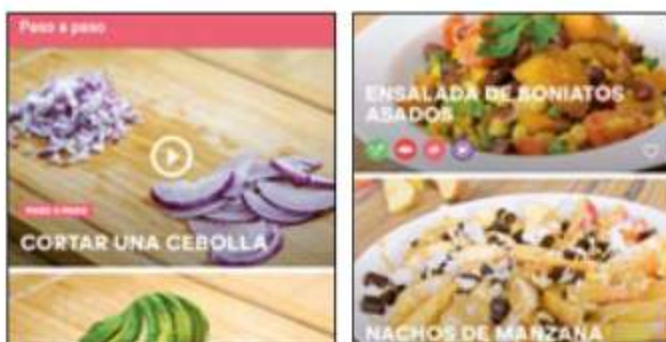 Paso a paso
PASO A PASO
CORTAR UNA CEBOLLA
ENSALADA DE BONIATOS
ASADOS
NACHOS DE MANZANA